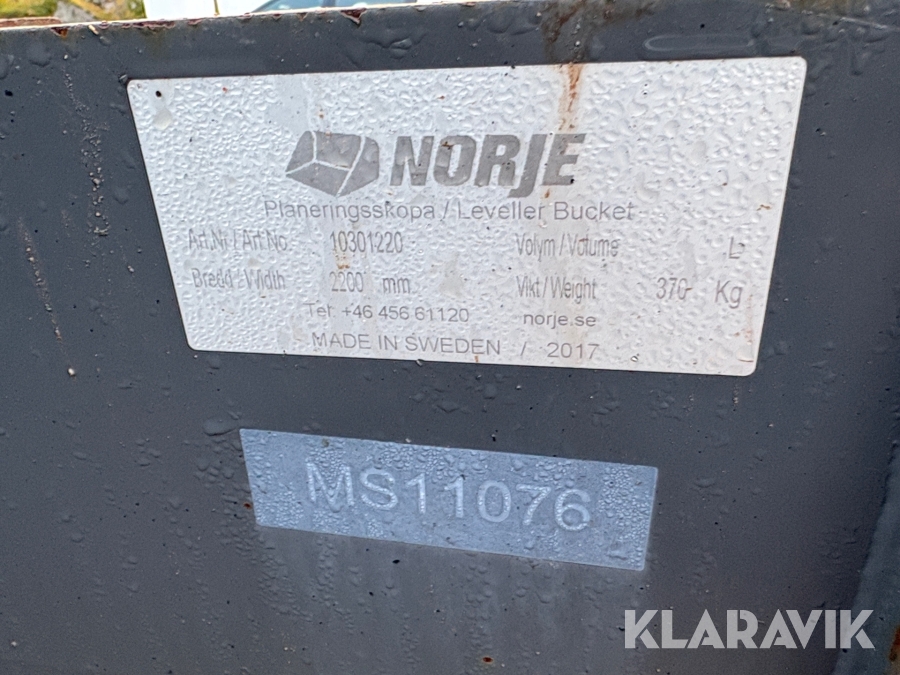 NORJE
Planeringsskopa / Leveller Bucket
Art.Nr / Art No. 10301220 Volym / Volume L
Bredd / Width 2200 mm Vikt / Weight 370 Kg
Tel: +46 456 61120 norje.se
MADE IN SWEDEN / 2017
MS11076
KLARAVIK